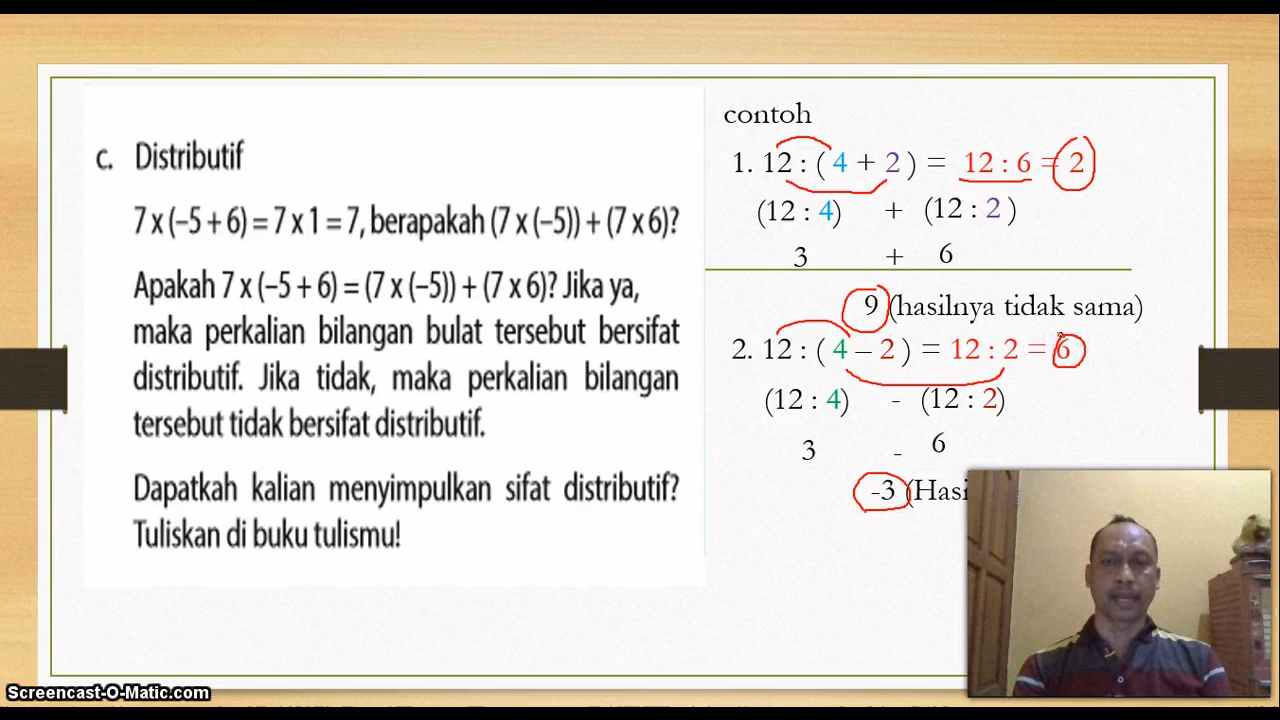 c. Distributif
7 x (–5 + 6) = 7 x 1 = 7, berapakah (7 x (–5)) + (7 x 6)?
Apakah 7 x (–5 + 6) = (7 x (–5)) + (7 x 6)? Jika ya,
maka perkalian bilangan bulat tersebut bersifat
distributif. Jika tidak, maka perkalian bilangan
tersebut tidak bersifat distributif.
Dapatkah kalian menyimpulkan sifat distributif?
Tuliskan di buku tulismu!
contoh
1. 12 : ( 4 + 2 ) = 12 : 6 = 2
(12 : 4) + (12 : 2 )
3 + 6
9 (hasilnya tidak sama)
2. 12 : ( 4 – 2 ) = 12 : 2 = 6
(12 : 4) - (12 : 2)
3 - 6
-3 (Hasi
Screencast-O-Matic.com